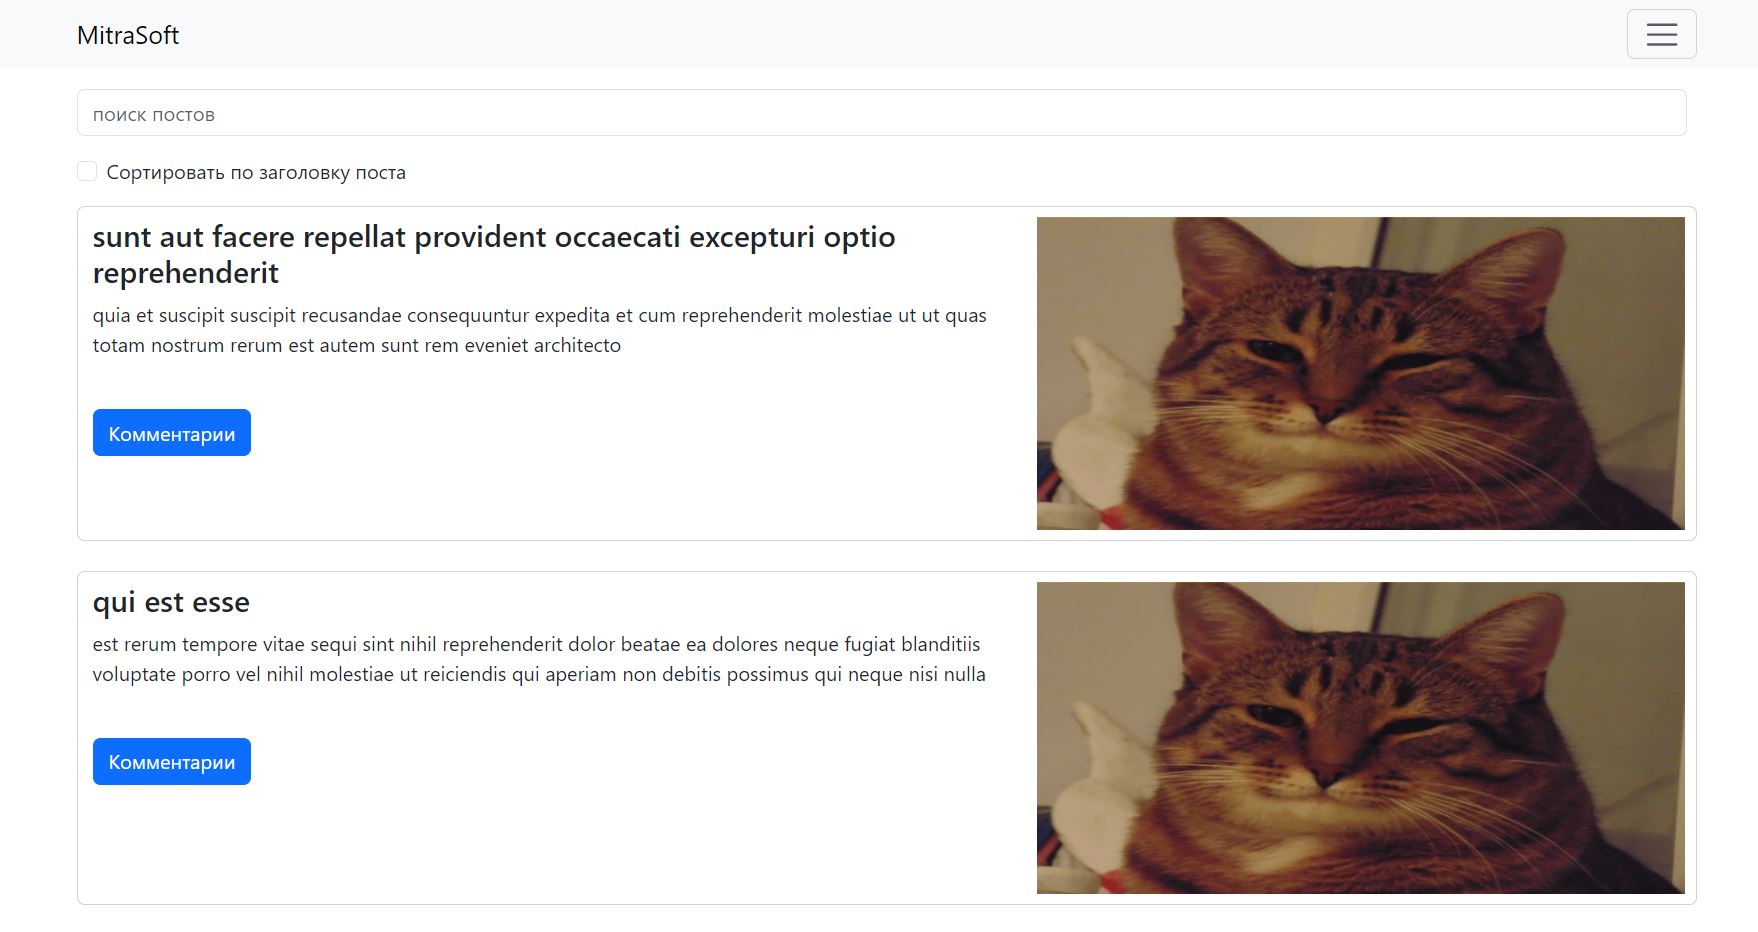 MitraSoft
поиск постов
Сортировать по заголовку поста
sunt aut facere repellat provident occaecati excepturi optio
reprehenderit
quia et suscipit suscipit recusandae consequuntur expedita et cum reprehenderit molestiae ut ut quas
totam nostrum rerum est autem sunt rem eveniet architecto
Комментарии
qui est esse
est rerum tempore vitae sequi sint nihil reprehenderit dolor beatae ea dolores neque fugiat blanditiis
voluptate porro vel nihil molestiae ut reiciendis qui aperiam non debitis possimus qui neque nisi nulla
Комментарии